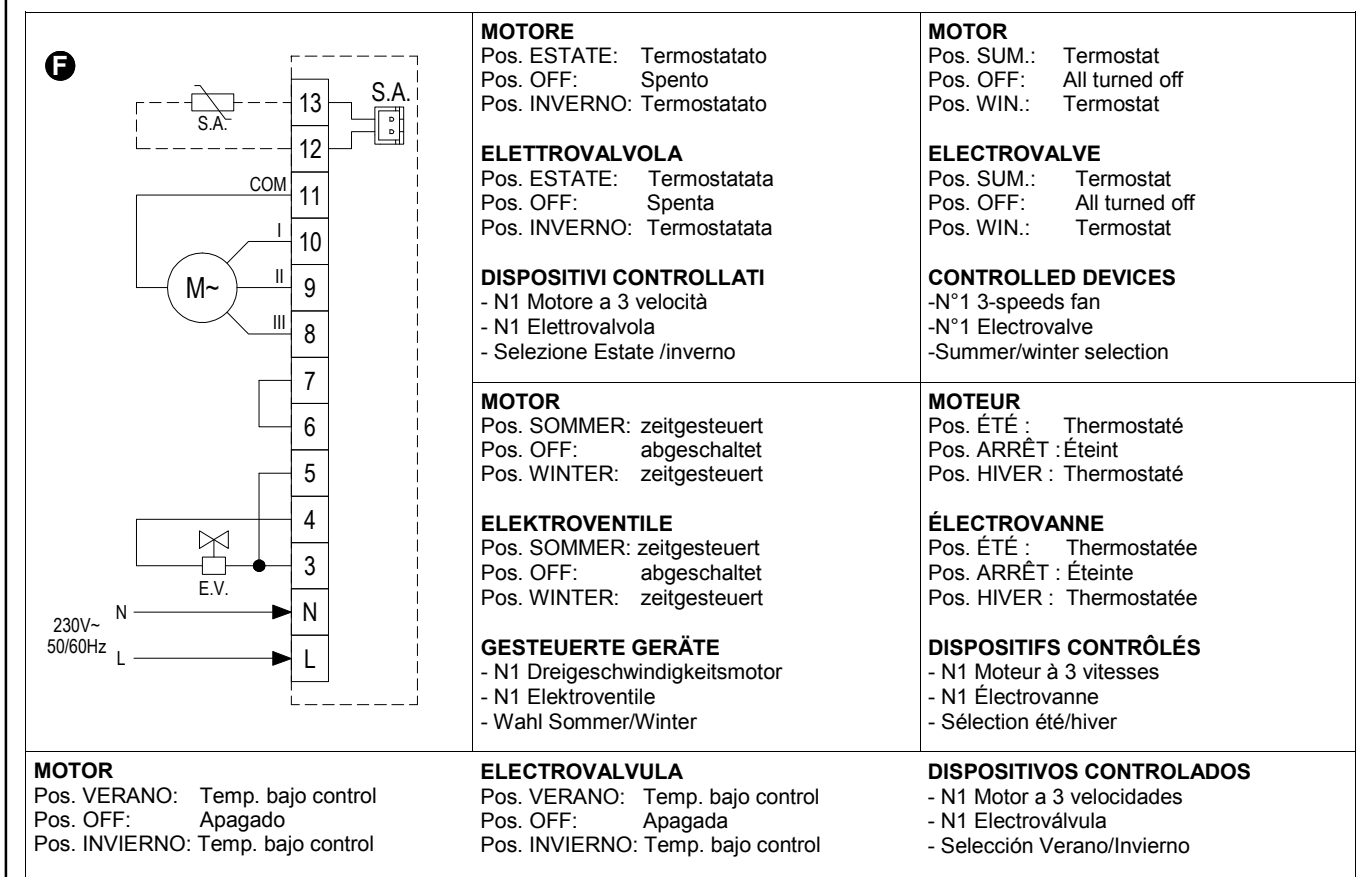 F
S.A.
S.A.
13
12
COM
11
I
10
M~
II
9
III
8
7
6
5
4
3
E.V.
230V~
50/60Hz
N
N
L
L
MOTORE
Pos. ESTATE: Termostatato
Pos. OFF: Spento
Pos. INVERNO: Termostatato
ELETTROVALVOLA
Pos. ESTATE: Termostatata
Pos. OFF: Spenta
Pos. INVERNO: Termostatata
DISPOSITIVI CONTROLLATI
- N1 Motore a 3 velocità
- N1 Elettrovalvola
- Selezione Estate /inverno
MOTOR
Pos. SUM.: Termostat
Pos. OFF: All turned off
Pos. WIN.: Termostat
ELECTROVALVE
Pos. SUM.: Termostat
Pos. OFF: All turned off
Pos. WIN.: Termostat
CONTROLLED DEVICES
-N°1 3-speeds fan
-N°1 Electrovalve
-Summer/winter selection
MOTOR
Pos. SOMMER: zeitgesteuert
Pos. OFF: abgeschaltet
Pos. WINTER: zeitgesteuert
ELEKTROVENTILE
Pos. SOMMER: zeitgesteuert
Pos. OFF: abgeschaltet
Pos. WINTER: zeitgesteuert
GESTEUERTE GERÄTE
- N1 Dreigeschwindigkeitsmotor
- N1 Elektroventile
- Wahl Sommer/Winter
MOTEUR
Pos. ÉTÉ : Thermostaté
Pos. ARRÊT : Éteint
Pos. HIVER : Thermostaté
ÉLECTROVANNE
Pos. ÉTÉ : Thermostatée
Pos. ARRÊT : Éteinte
Pos. HIVER : Thermostatée
DISPOSITIFS CONTRÔLÉS
- N1 Moteur à 3 vitesses
- N1 Électrovanne
- Sélection été/hiver
MOTOR
Pos. VERANO: Temp. bajo control
Pos. OFF: Apagado
Pos. INVIERNO: Temp. bajo control
ELECTROVALVULA
Pos. VERANO: Temp. bajo control
Pos. OFF: Apagada
Pos. INVIERNO: Temp. bajo control
DISPOSITIVOS CONTROLADOS
- N1 Motor a 3 velocidades
- N1 Electroválvula
- Selección Verano/Invierno